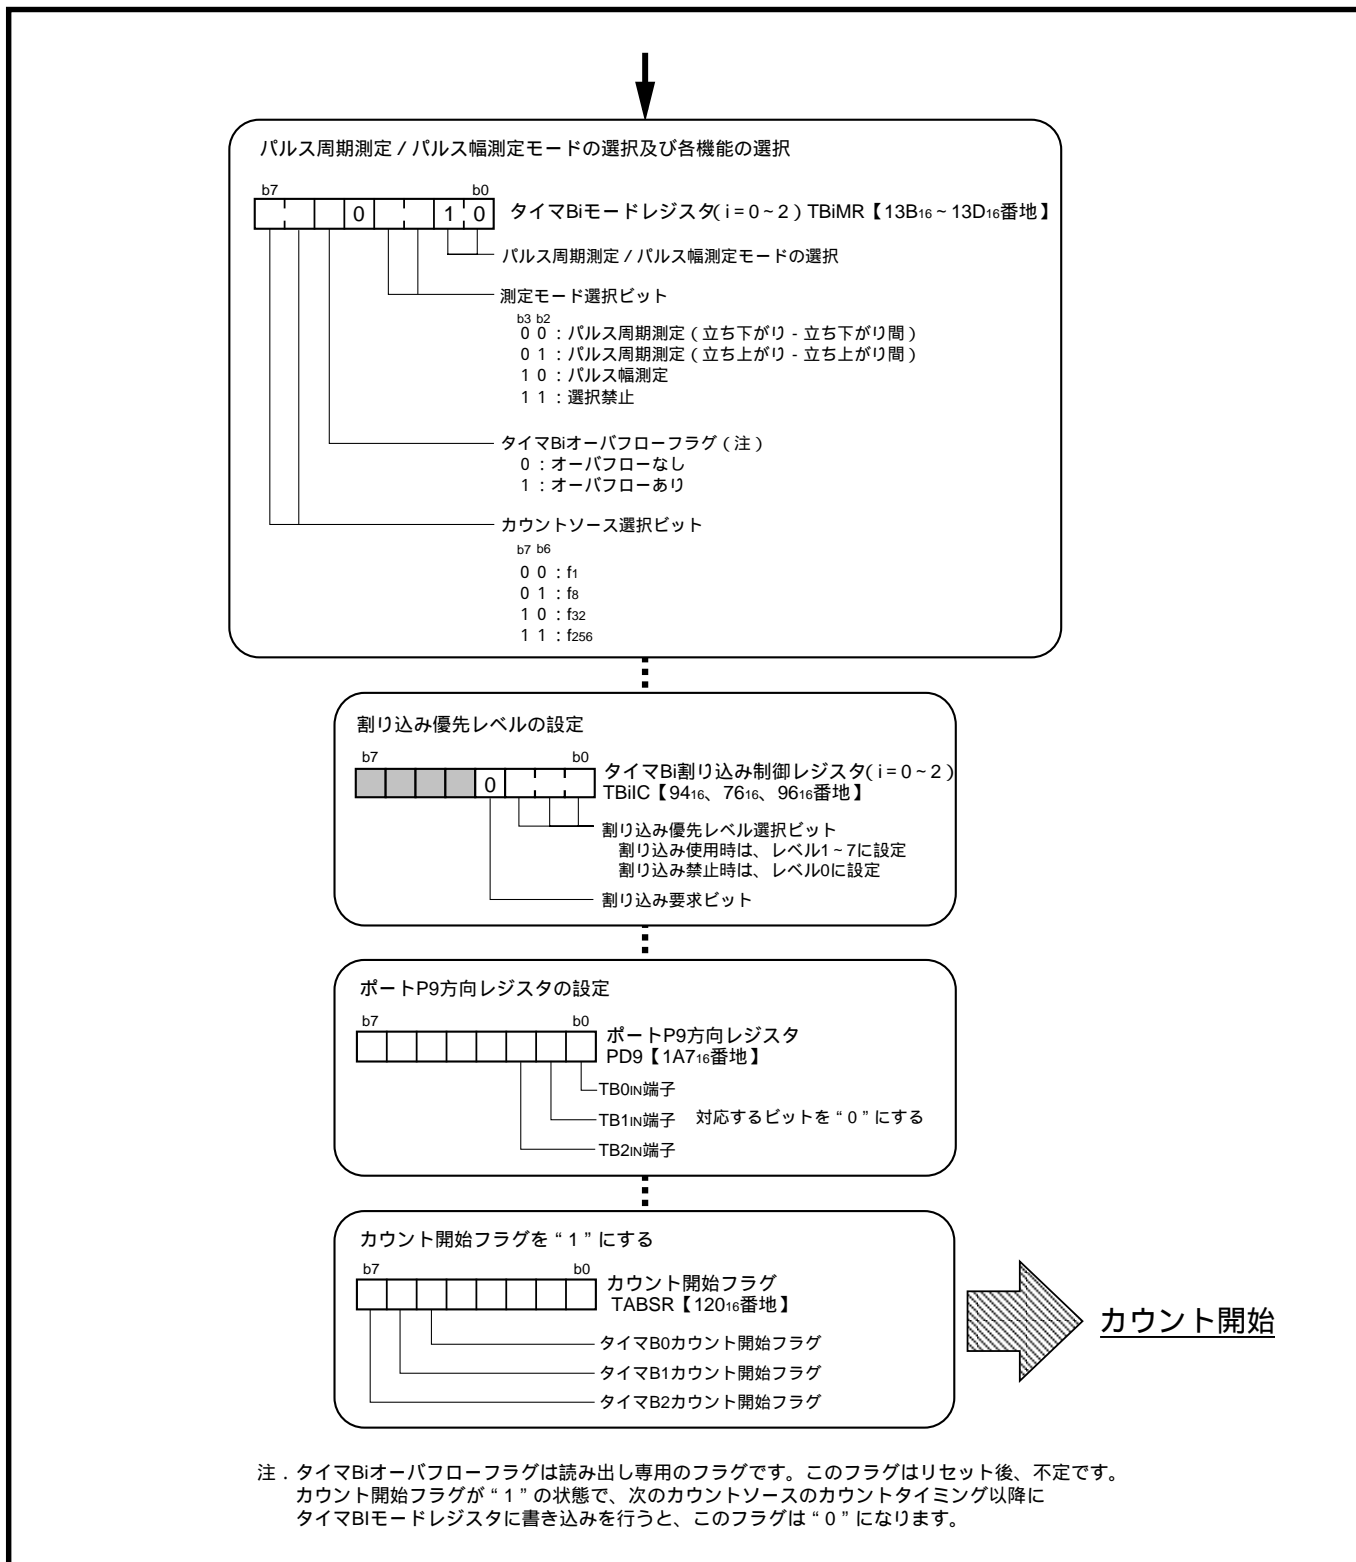 パルス周期測定 / パルス幅測定モードの選択及び各機能の選択
b7 b0
0 1 0
タイマBiモードレジスタ( i = 0 ~ 2 ) TBiMR【13B16 ~ 13D16番地】
パルス周期測定 / パルス幅測定モードの選択
測定モード選択ビット
b3 b2
0 0 : パルス周期測定 ( 立ち下がり - 立ち下がり間 )
0 1 : パルス周期測定 ( 立ち上がり - 立ち上がり間 )
1 0 : パルス幅測定
1 1 : 選択禁止
タイマBiオーバフローフラグ ( 注 )
0 : オーバフローなし
1 : オーバフローあり
カウントソース選択ビット
b7 b6
0 0 : f1
0 1 : f8
1 0 : f32
1 1 : f256
割り込み優先レベルの設定
b7 b0
0
タイマBi割り込み制御レジスタ( i = 0 ~ 2 )
TBiIC【9416、7616、9616番地】
割り込み優先レベル選択ビット
割り込み使用時は、レベル1 ~ 7に設定
割り込み禁止時は、レベル0に設定
割り込み要求ビット
ポートP9方向レジスタの設定
b7 b0
ポートP9方向レジスタ
PD9【1A716番地】
TB0IN端子
TB1IN端子 対応するビットを“ 0 ”にする
TB2IN端子
カウント開始フラグを“ 1 ”にする
b7 b0
カウント開始フラグ
TABSR【12016番地】
タイマB0カウント開始フラグ
タイマB1カウント開始フラグ
タイマB2カウント開始フラグ
カウント開始
注 . タイマBiオーバフローフラグは読み出し専用のフラグです。このフラグはリセット後、不定です。
カウント開始フラグが“ 1 ”の状態で、次のカウントソースのカウントタイミング以降に
タイマBIモードレジスタに書き込みを行うと、このフラグは“ 0 ”になります。